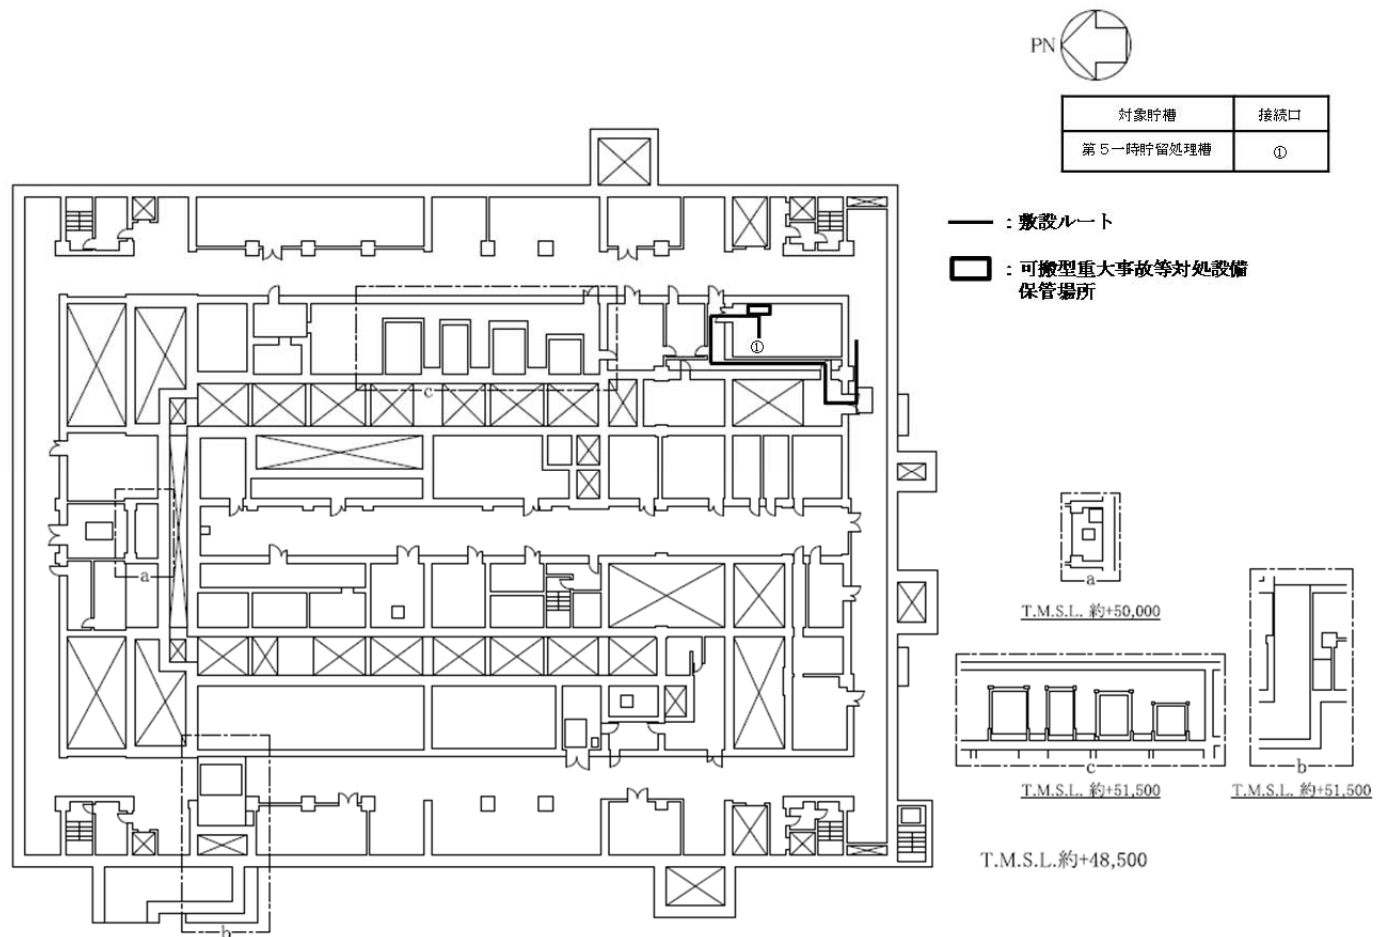 PN
対象貯槽 接続口
第5一時貯留処理槽 ①
：敷設ルート
：可搬型重大事故等対処設備
保管場所
①
c
a
a
T.M.S.L. 約+50,000
c
T.M.S.L. 約+51,500
b
T.M.S.L. 約+51,500
T.M.S.L.約+48,500
b